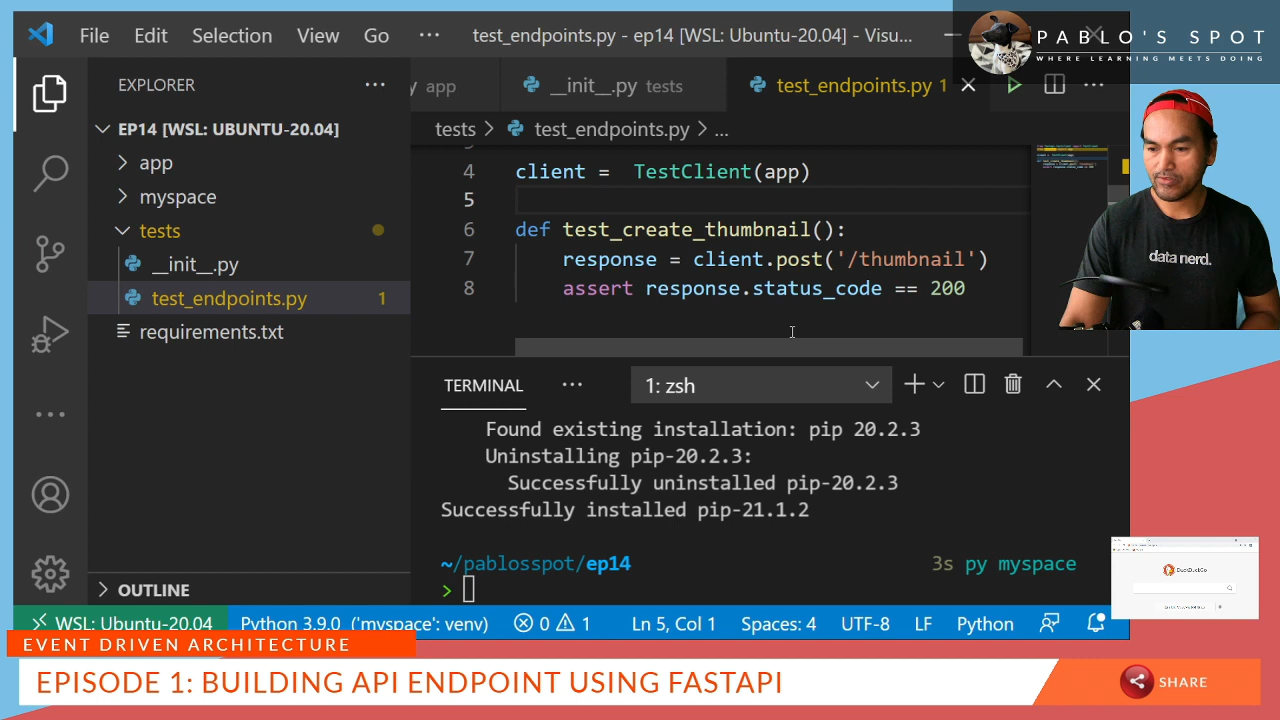 File Edit Selection View Go ··· test_endpoints.py - ep14 [WSL: Ubuntu-20.04] - Visu...
PABLO'S SPOT
WHERE LEARNING MEETS DOING
EXPLORER ···
y app __init__.py tests test_endpoints.py 1
EP14 [WSL: UBUNTU-20.04]
tests > test_endpoints.py > ...
app
myspace
tests
__init__.py
test_endpoints.py 1
requirements.txt
4 client =  TestClient(app)
5
6 def test_create_thumbnail():
7 response = client.post('/thumbnail')
8 assert response.status_code == 200
data nerd.
TERMINAL ··· 1: zsh
Found existing installation: pip 20.2.3
Uninstalling pip-20.2.3:
Successfully uninstalled pip-20.2.3
Successfully installed pip-21.1.2
~/pablosspot/ep14 3s py myspace
>
DuckDuckGo
OUTLINE
WSL: Ubuntu-20.04 Python 3.9.0 ('myspace': venv) 0 1 Ln 5, Col 1 Spaces: 4 UTF-8 LF Python
EVENT DRIVEN ARCHITECTURE
EPISODE 1: BUILDING API ENDPOINT USING FASTAPI
SHARE